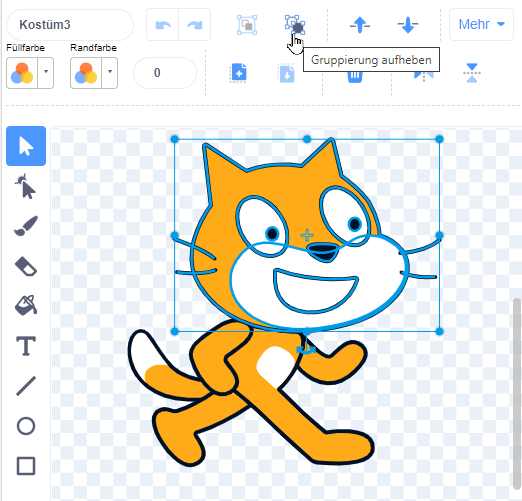 Kostüm3
Mehr
Füllfarbe
Randfarbe
0
Gruppierung aufheben
T